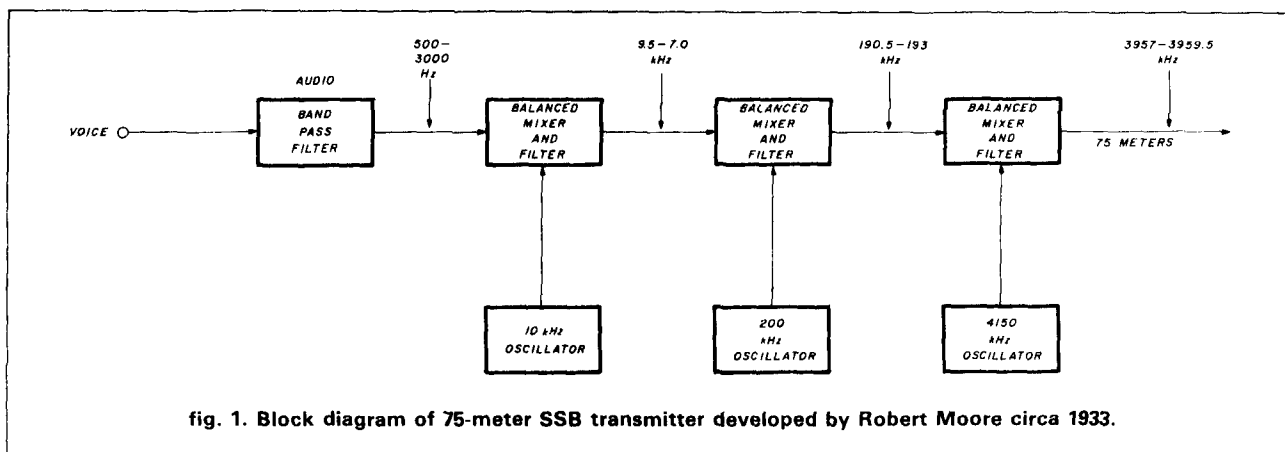 500-
3000
Hz
9.5-7.0
kHz
190.5-193
kHz
3957-3959.5
kHz
AUDIO
VOICE
BAND
PASS
FILTER
BALANCED
MIXER
AND
FILTER
BALANCED
MIXER
AND
FILTER
BALANCED
MIXER
AND
FILTER
75 METERS
10 kHz
OSCILLATOR
200
kHz
OSCILLATOR
4150
kHz
OSCILLATOR
fig. 1. Block diagram of 75-meter SSB transmitter developed by Robert Moore circa 1933.